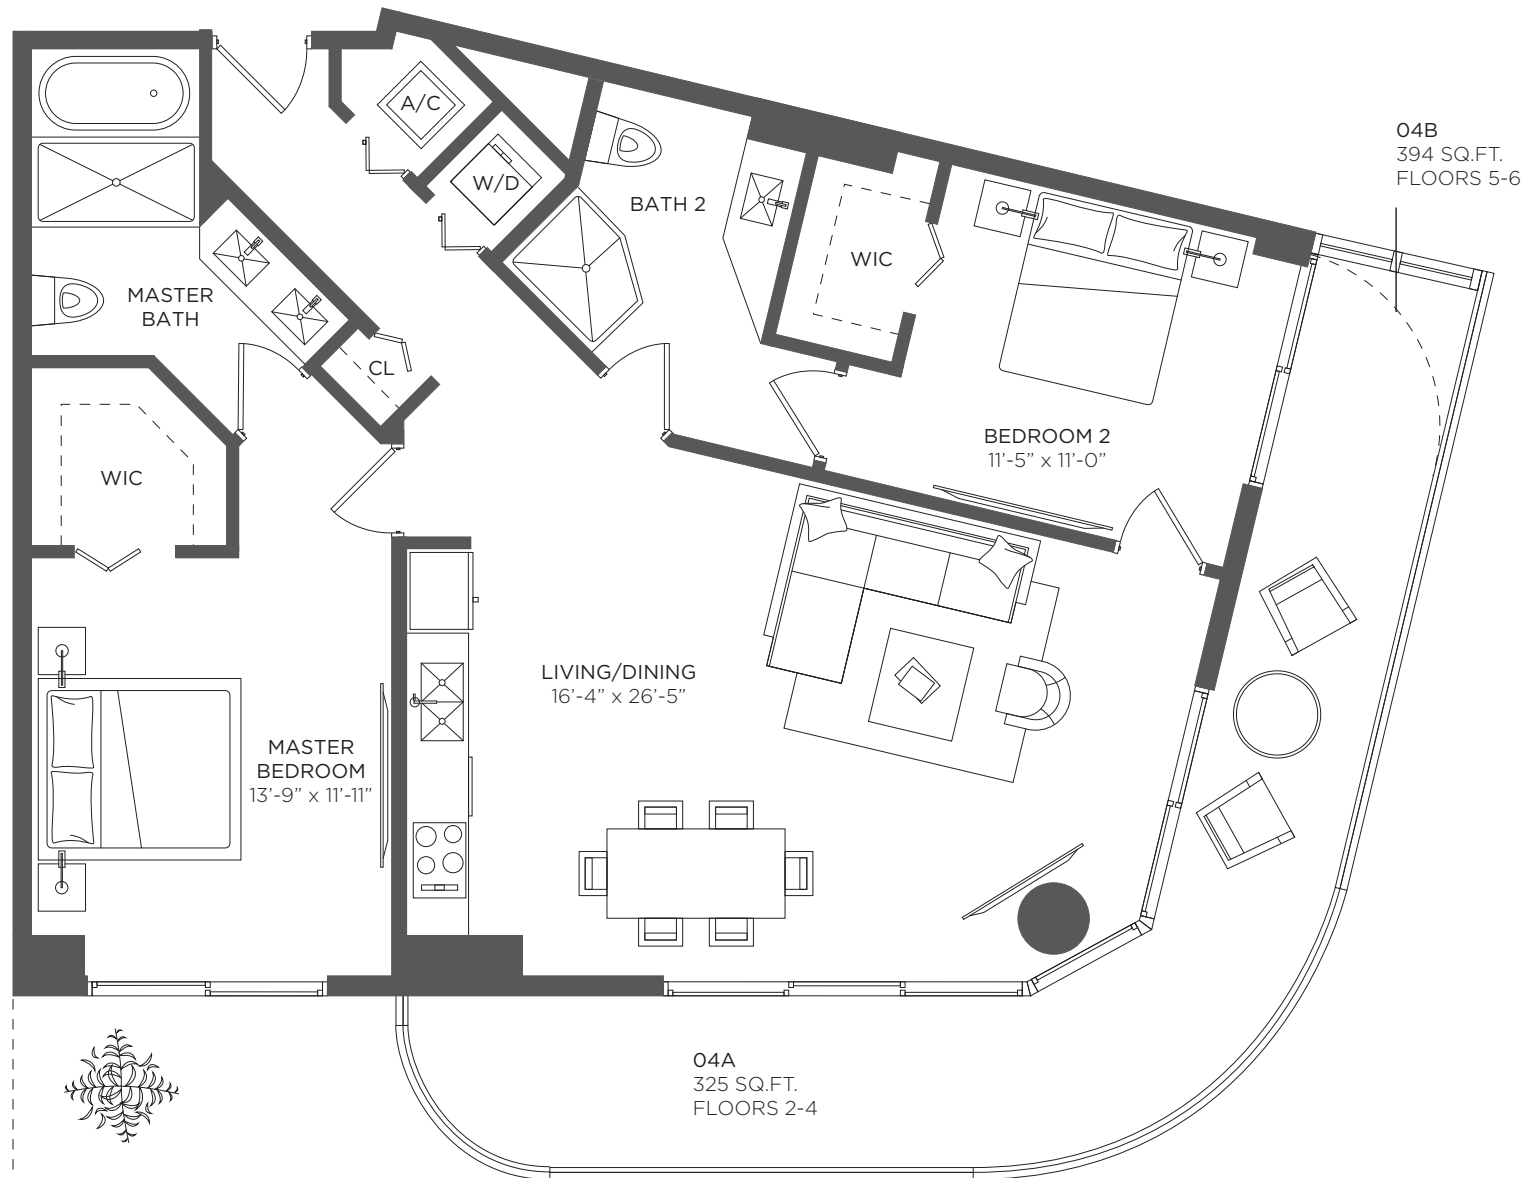 A/C
W/D
04B
394 SQ.FT.
FLOORS 5-6
BATH 2
WIC
MASTER
BATH
CL
BEDROOM 2
11’-5” x 11’-0”
WIC
LIVING/DINING
16’-4” x 26’-5”
MASTER
BEDROOM
13’-9” x 11’-11”
04A
325 SQ.FT.
FLOORS 2-4